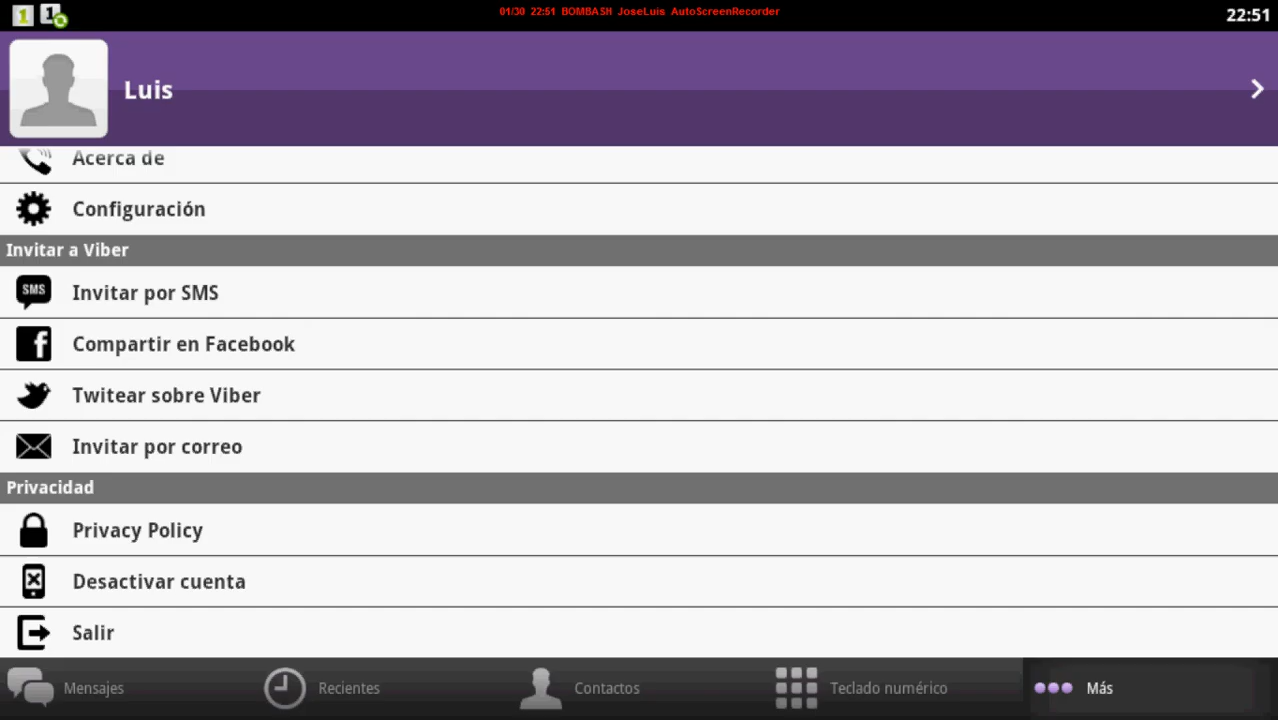 01/30 22:51 BOMBASH JoseLuis AutoScreenRecorder
1
1
22:51
Luis
Acerca de
Configuración
Invitar a Viber
SMS
Invitar por SMS
f
Compartir en Facebook
Twitear sobre Viber
Invitar por correo
Privacidad
Privacy Policy
Desactivar cuenta
Salir
Mensajes
Recientes
Contactos
Teclado numérico
Más